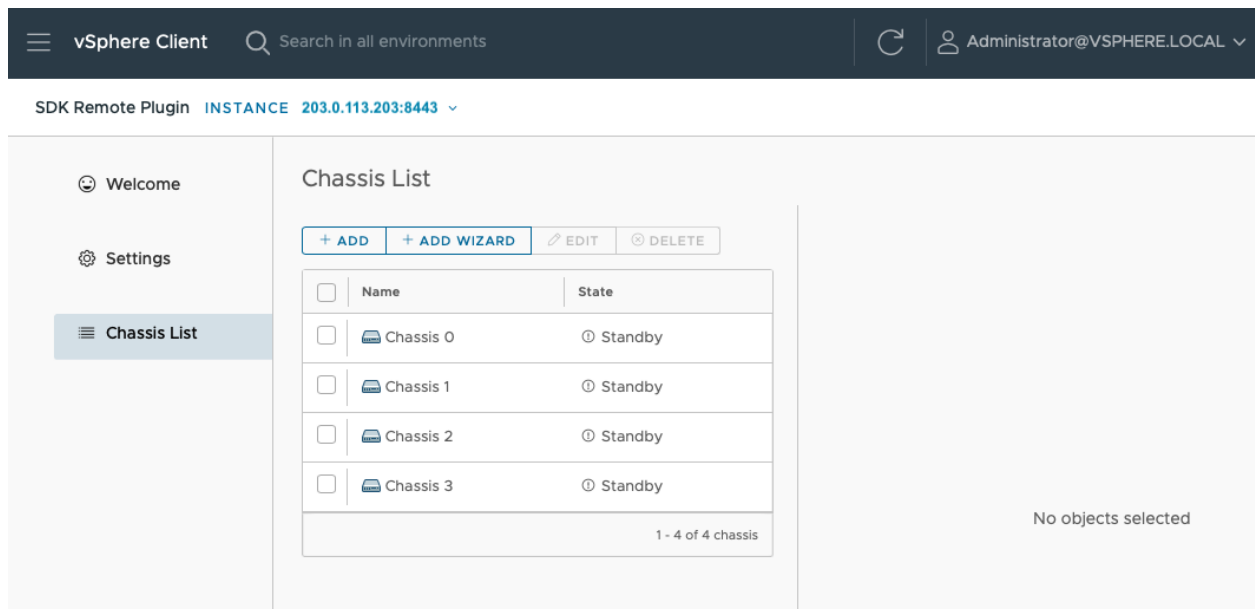 vSphere Client Search in all environments Administrator@VSPHERE.LOCAL
SDK Remote Plugin INSTANCE 203.0.113.203:8443
Welcome
Settings
Chassis List
Chassis List
+ ADD + ADD WIZARD EDIT DELETE
Name State
Chassis 0 Standby
Chassis 1 Standby
Chassis 2 Standby
Chassis 3 Standby
1 - 4 of 4 chassis
No objects selected